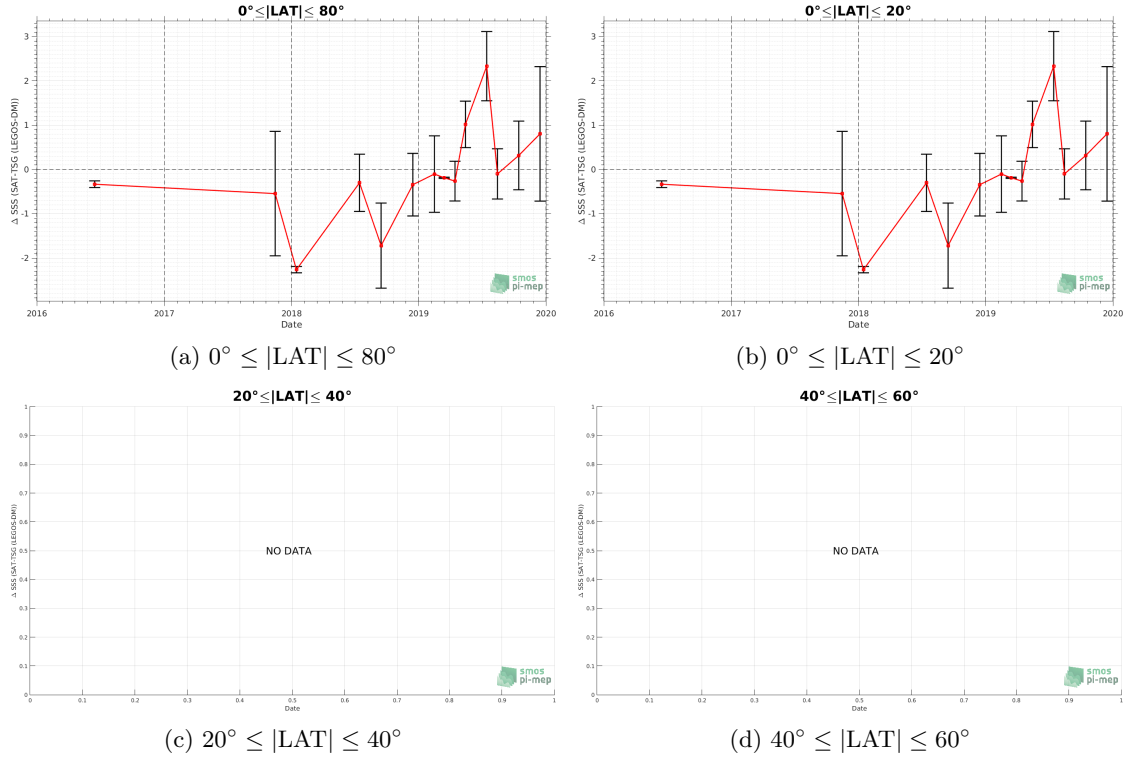 0°≤|LAT|≤ 80°
Δ SSS (SAT-TSG (LEGOS-DM))
3
2
1
0
-1
-2
2016 2017 2018 2019 2020
Date
smos
pi-mep
(a) 0° ≤ |LAT| ≤ 80°
0°≤|LAT|≤ 20°
Δ SSS (SAT-TSG (LEGOS-DM))
3
2
1
0
-1
-2
2016 2017 2018 2019 2020
Date
smos
pi-mep
(b) 0° ≤ |LAT| ≤ 20°
20°≤|LAT|≤ 40°
Δ SSS (SAT-TSG (LEGOS-DM))
1
0.9
0.8
0.7
0.6
0.5
0.4
0.3
0.2
0.1
0
NO DATA
0 0.1 0.2 0.3 0.4 0.5 0.6 0.7 0.8 0.9 1
Date
smos
pi-mep
(c) 20° ≤ |LAT| ≤ 40°
40°≤|LAT|≤ 60°
Δ SSS (SAT-TSG (LEGOS-DM))
1
0.9
0.8
0.7
0.6
0.5
0.4
0.3
0.2
0.1
0
NO DATA
0 0.1 0.2 0.3 0.4 0.5 0.6 0.7 0.8 0.9 1
Date
smos
pi-mep
(d) 40° ≤ |LAT| ≤ 60°